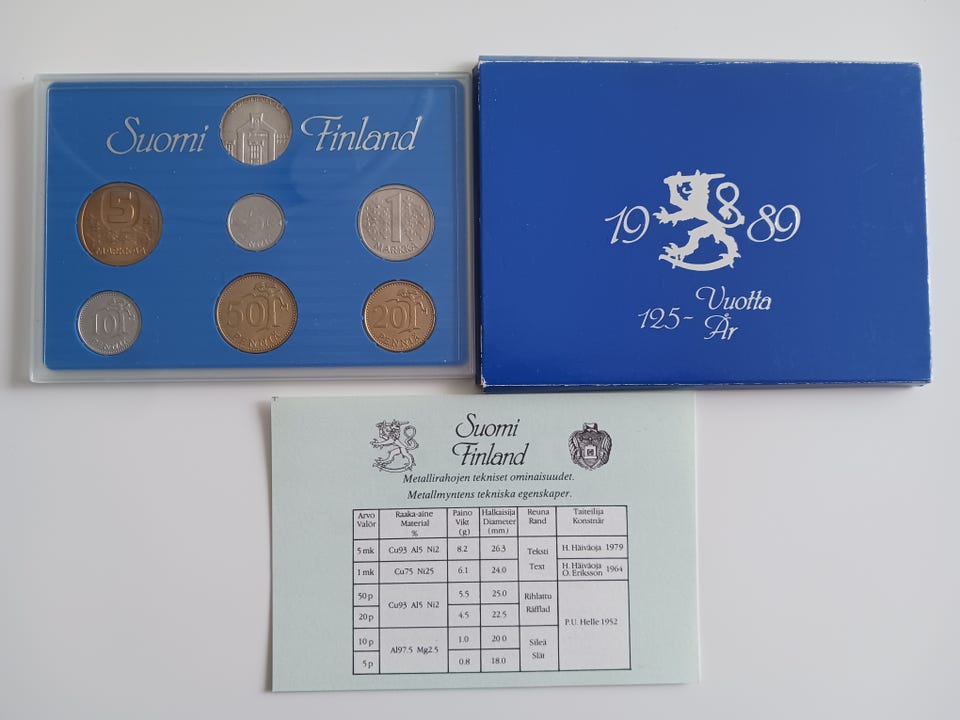 Suomi Finland
5
MARKKAA
1
MARKKA
10
PENNIÄ
50
PENNIÄ
20
PENNIÄ
1989
125-Vuotta
År
Suomi
Finland
Metallirahojen tekniset ominaisuudet.
Metallmyntens tekniska egenskaper.
Arvo Raaka-aine Paino Halkaisija Reuna Taiteilija
Valör Material Vikt Diameter Rand Konstnär
% (g) (mm)
5 mk Cu93 Al5 Ni2 8.2 26.3 Teksti H. Häiväoja 1979
1 mk Cu75 Ni25 6.1 24.0 Text H. Häiväoja 1964
O. Eriksson
50 p Cu93 Al5 Ni2 5.5 25.0 Rihlattu
20 p 4.5 22.5 Räfflad P.U. Helle 1952
10 p Al97.5 Mg2.5 1.0 20 0 Sileä
5 p 0.8 18.0 Slät